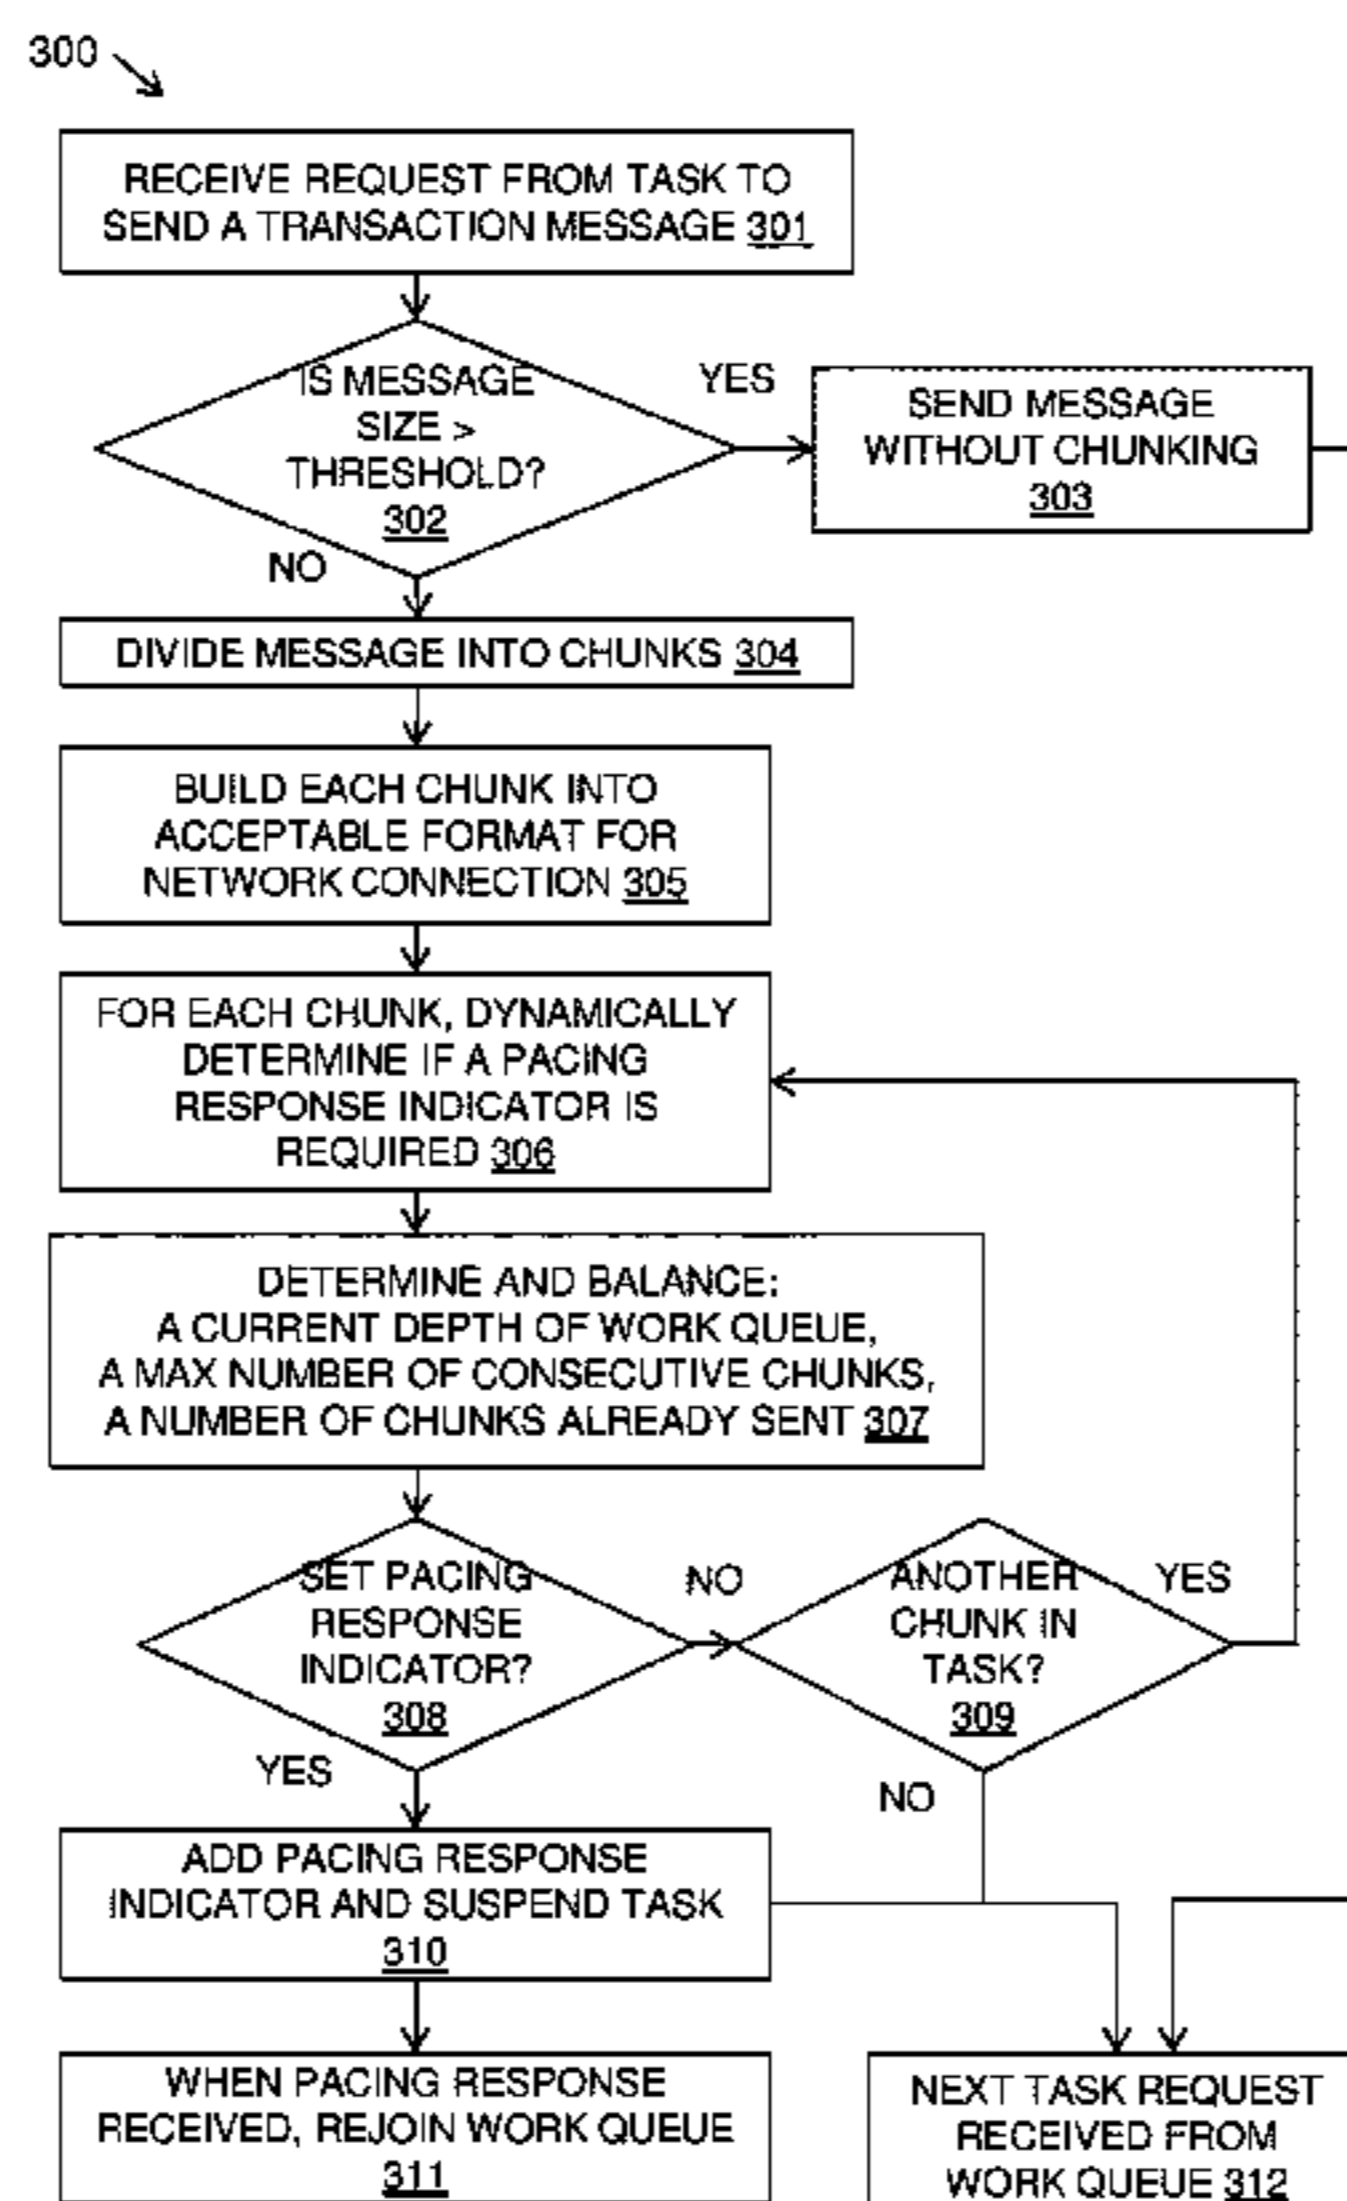 300
RECEIVE REQUEST FROM TASK TO
SEND A TRANSACTION MESSAGE 301
IS MESSAGE
SIZE >
THRESHOLD?
302
YES
SEND MESSAGE
WITHOUT CHUNKING
303
NO
DIVIDE MESSAGE INTO CHUNKS 304
BUILD EACH CHUNK INTO
ACCEPTABLE FORMAT FOR
NETWORK CONNECTION 305
FOR EACH CHUNK, DYNAMICALLY
DETERMINE IF A PACING
RESPONSE INDICATOR IS
REQUIRED 306
DETERMINE AND BALANCE:
A CURRENT DEPTH OF WORK QUEUE,
A MAX NUMBER OF CONSECUTIVE CHUNKS,
A NUMBER OF CHUNKS ALREADY SENT 307
SET PACING
RESPONSE
INDICATOR?
308
NO
ANOTHER
CHUNK IN
TASK?
309
YES
YES
NO
ADD PACING RESPONSE
INDICATOR AND SUSPEND TASK
310
WHEN PACING RESPONSE
RECEIVED, REJOIN WORK QUEUE
311
NEXT TASK REQUEST
RECEIVED FROM
WORK QUEUE 312